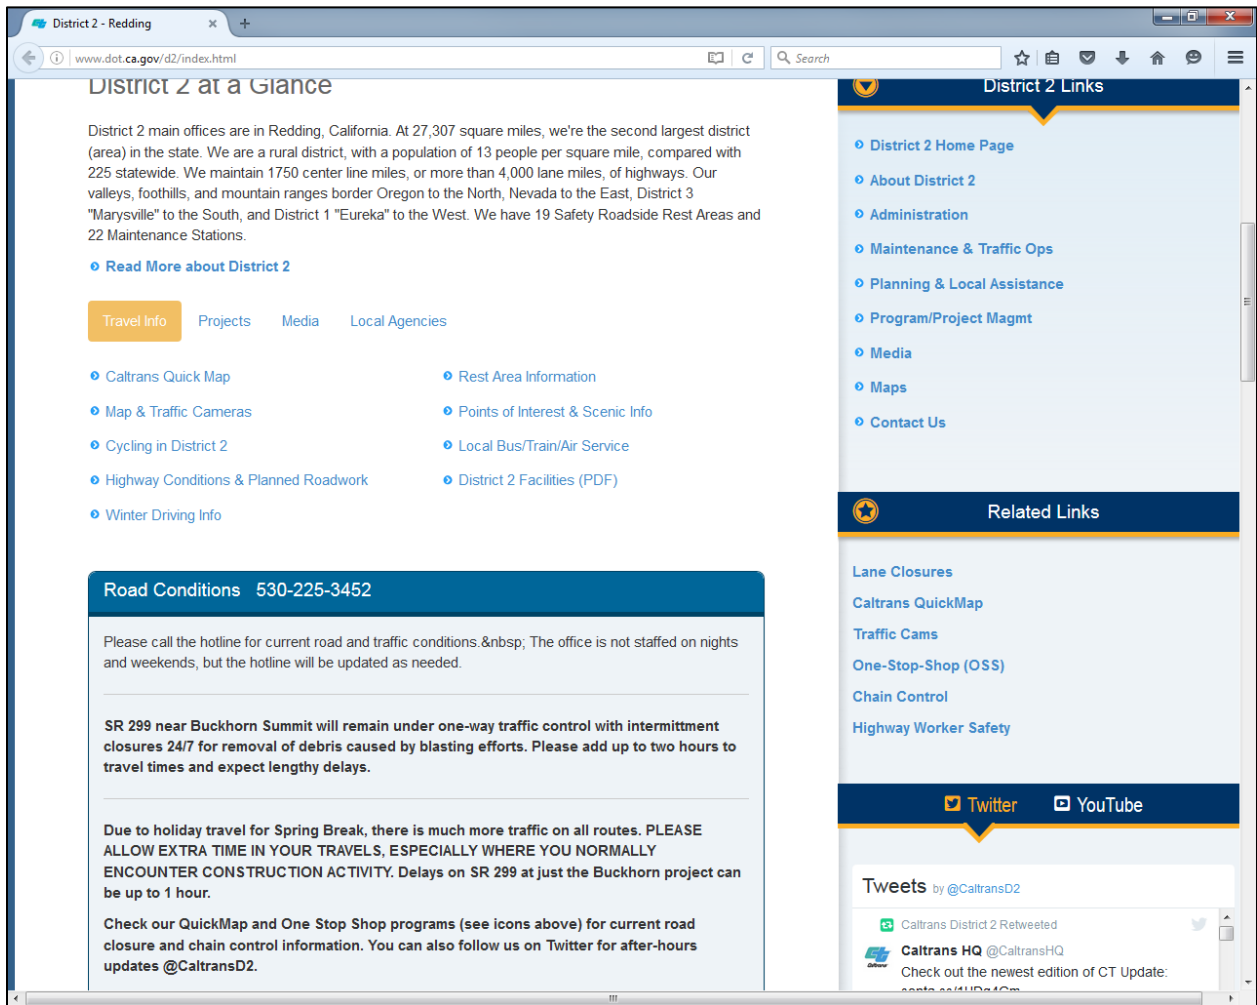 District 2 - Redding
www.dot.ca.gov/d2/index.html
Search
District 2 at a Glance
District 2 main offices are in Redding, California. At 27,307 square miles, we're the second largest district
(area) in the state. We are a rural district, with a population of 13 people per square mile, compared with
225 statewide. We maintain 1750 center line miles, or more than 4,000 lane miles, of highways. Our
valleys, foothills, and mountain ranges border Oregon to the North, Nevada to the East, District 3
"Marysville" to the South, and District 1 "Eureka" to the West. We have 19 Safety Roadside Rest Areas and
22 Maintenance Stations.
Read More about District 2
Travel Info Projects Media Local Agencies
Caltrans Quick Map
Map & Traffic Cameras
Cycling in District 2
Highway Conditions & Planned Roadwork
Winter Driving Info
Rest Area Information
Points of Interest & Scenic Info
Local Bus/Train/Air Service
District 2 Facilities (PDF)
Road Conditions 530-225-3452
Please call the hotline for current road and traffic conditions.&nbsp; The office is not staffed on nights
and weekends, but the hotline will be updated as needed.
SR 299 near Buckhorn Summit will remain under one-way traffic control with intermittment
closures 24/7 for removal of debris caused by blasting efforts. Please add up to two hours to
travel times and expect lengthy delays.
Due to holiday travel for Spring Break, there is much more traffic on all routes. PLEASE
ALLOW EXTRA TIME IN YOUR TRAVELS, ESPECIALLY WHERE YOU NORMALLY
ENCOUNTER CONSTRUCTION ACTIVITY. Delays on SR 299 at just the Buckhorn project can
be up to 1 hour.
Check our QuickMap and One Stop Shop programs (see icons above) for current road
closure and chain control information. You can also follow us on Twitter for after-hours
updates @CaltransD2.
District 2 Links
District 2 Home Page
About District 2
Administration
Maintenance & Traffic Ops
Planning & Local Assistance
Program/Project Magmt
Media
Maps
Contact Us
Related Links
Lane Closures
Caltrans QuickMap
Traffic Cams
One-Stop-Shop (OSS)
Chain Control
Highway Worker Safety
Twitter YouTube
Tweets by @CaltransD2
Caltrans District 2 Retweeted
Caltrans HQ @CaltransHQ
Check out the newest edition of CT Update: